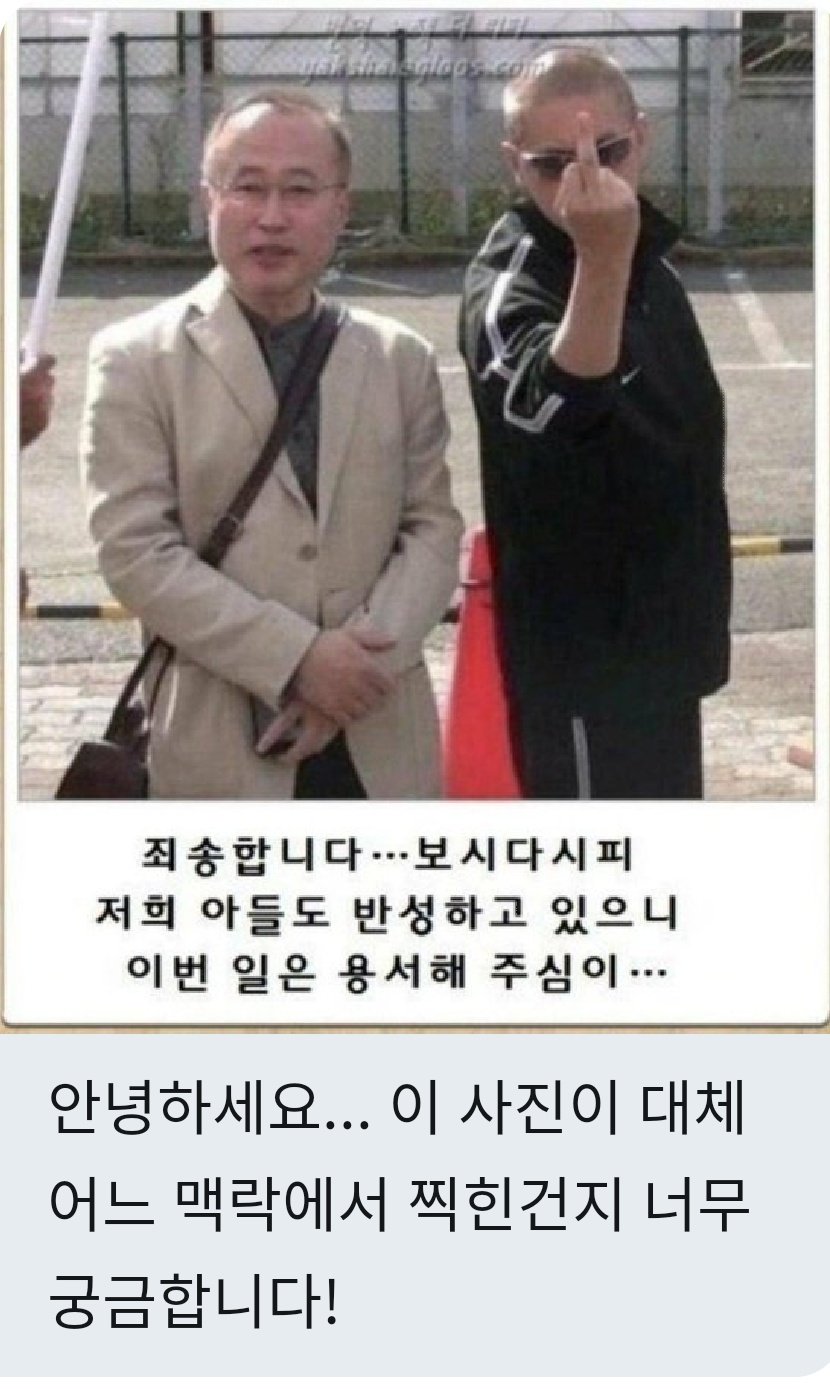 죄송합니다…보시다시피
저희 아들도 반성하고 있으니
이번 일은 용서해 주심이…
안녕하세요... 이 사진이 대체
어느 맥락에서 찍힌건지 너무
궁금합니다!